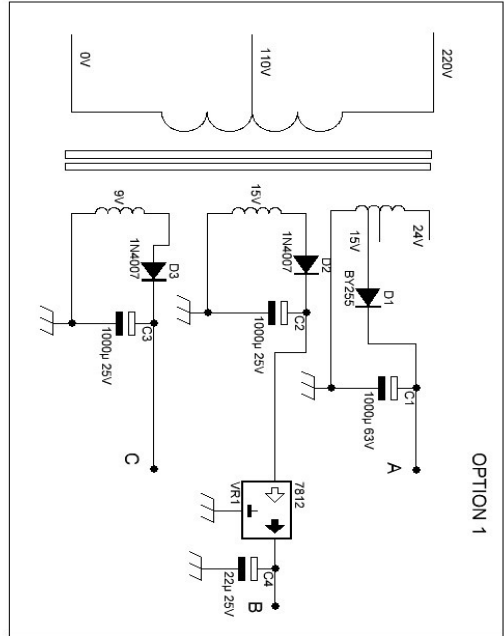 OPTION 1
220V
110V
0V
24V
15V
D1
BY255
C1
1000µ 63V
A
15V
D2
1N4007
C2
1000µ 25V
7812
VR1
C4
22µ 25V
B
9V
D3
1N4007
C3
1000µ 25V
C